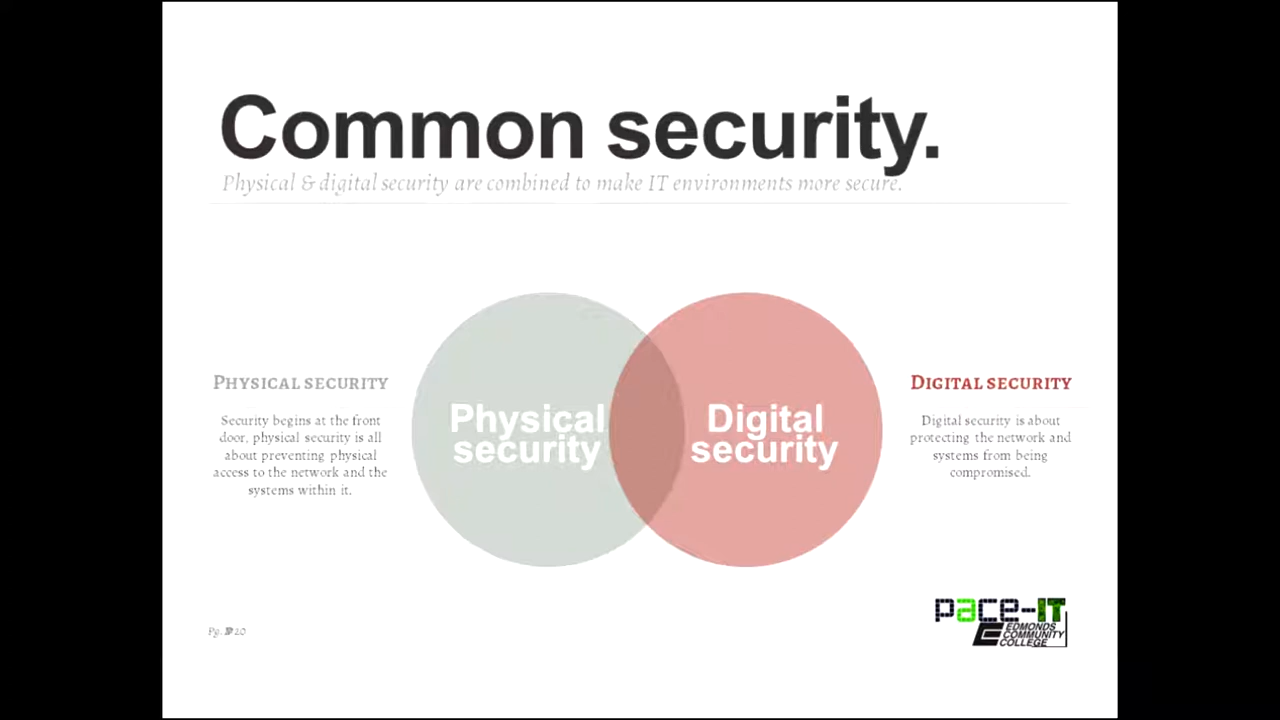 Common security.
Physical & digital security are combined to make IT environments more secure.
PHYSICAL SECURITY
Security begins at the front
door, physical security is all
about preventing physical
access to the network and the
systems within it.
Physical
security
Digital
security
DIGITAL SECURITY
Digital security is about
protecting the network and
systems from being
compromised.
Pg. 20
pace-IT
EDMONDS
COMMUNITY
COLLEGE